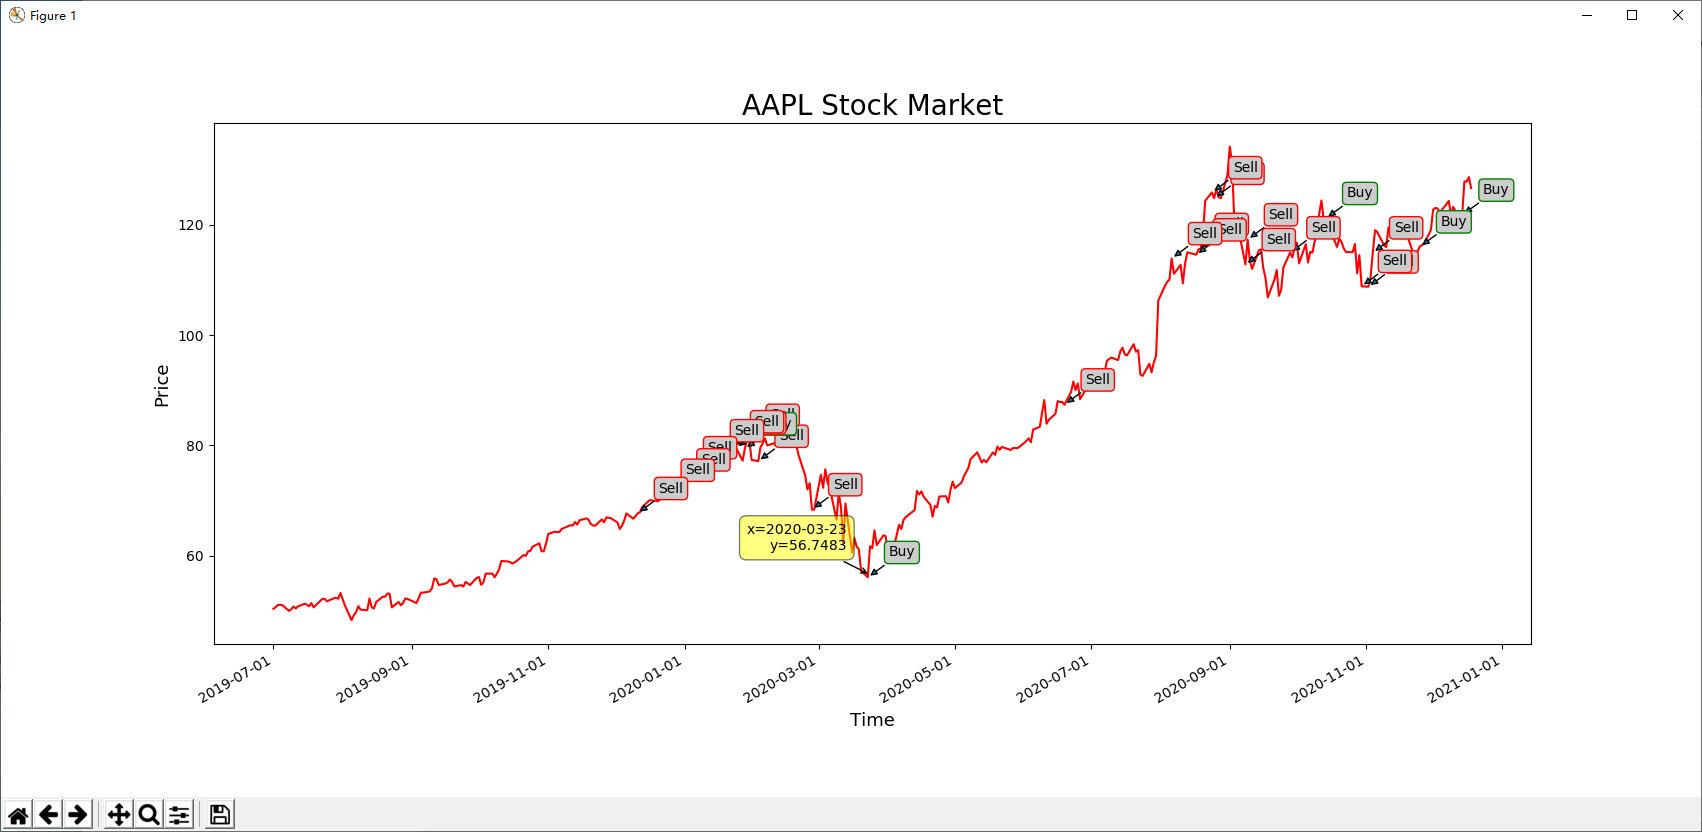 Figure 1
AAPL Stock Market
Sell
Sell
Buy
Buy
Sell
Sell
Sell
Sell
Sell
Sell
Buy
120
Sell
Sell
100
Price
Sell
Sell
Sell
Sell
Sell
Sell
Sell
Sell
80
Sell
Sell
x=2020-03-23
y=56.7483
Buy
60
2019-07-01
2019-09-01
2019-11-01
2020-01-01
2020-03-01
2020-05-01
2020-07-01
2020-09-01
2020-11-01
2021-01-01
Time